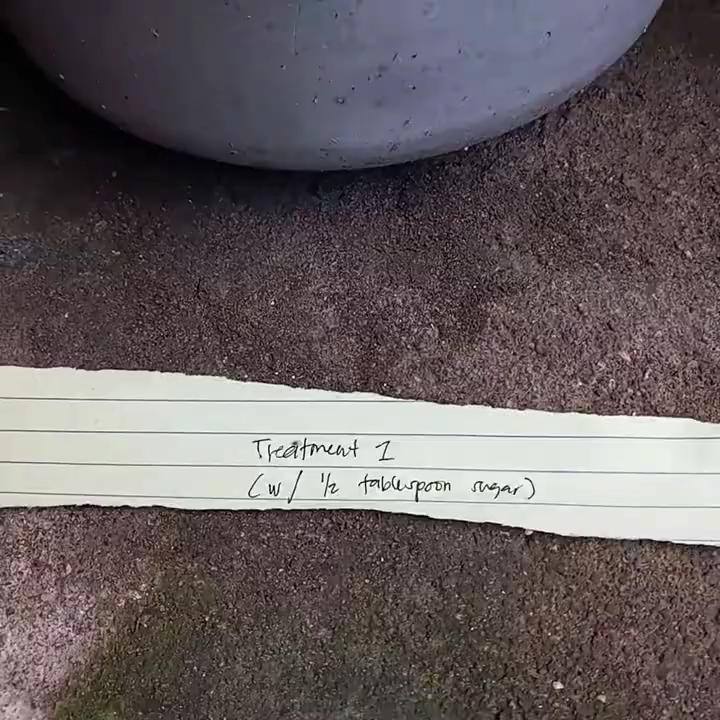 Treatment 1
(w/ 1/2 tablespoon sugar)